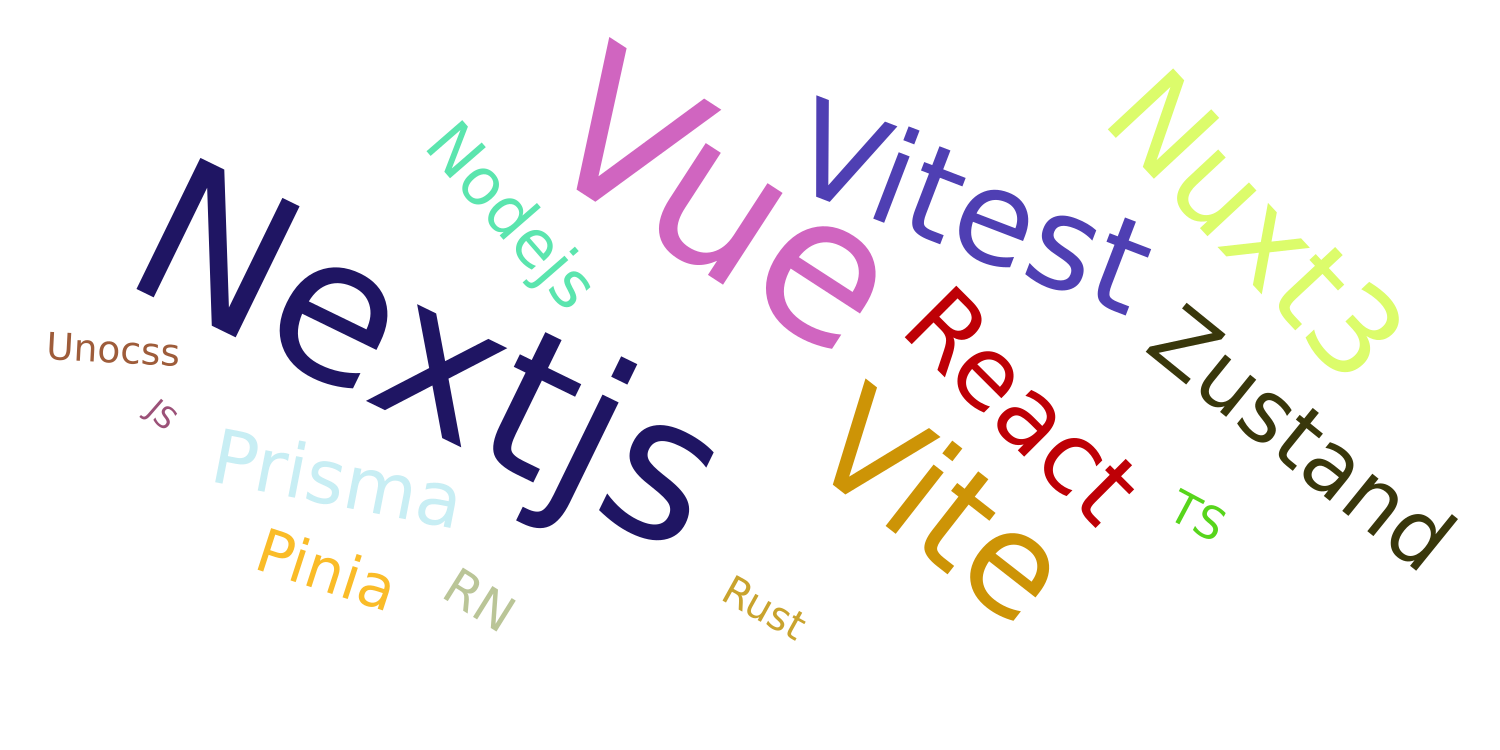 Nextjs
Nodejs
Vue
Vitest
Nuxt3
Unocss
JS
Prisma
Pinia
RN
React
Zustand
Vite
TS
Rust